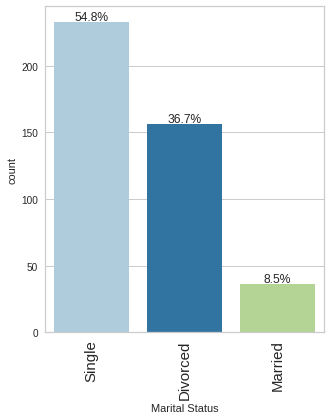 54.8%
36.7%
8.5%
200
150
100
50
0
count
Single
Divorced
Married
Marital Status